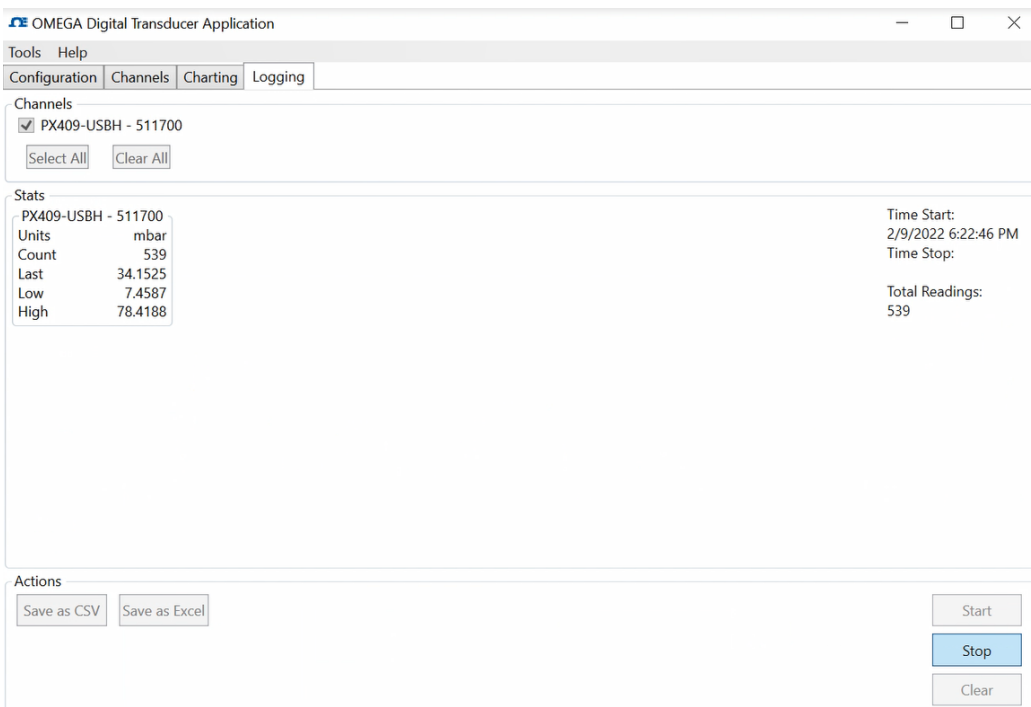 OMEGA Digital Transducer Application
Tools Help
Configuration Channels Charting Logging
Channels
PX409-USBH - 511700
Select All Clear All
Stats
PX409-USBH - 511700
Units mbar
Count 539
Last 34.1525
Low 7.4587
High 78.4188
Time Start:
2/9/2022 6:22:46 PM
Time Stop:
Total Readings:
539
Actions
Save as CSV Save as Excel
Start
Stop
Clear